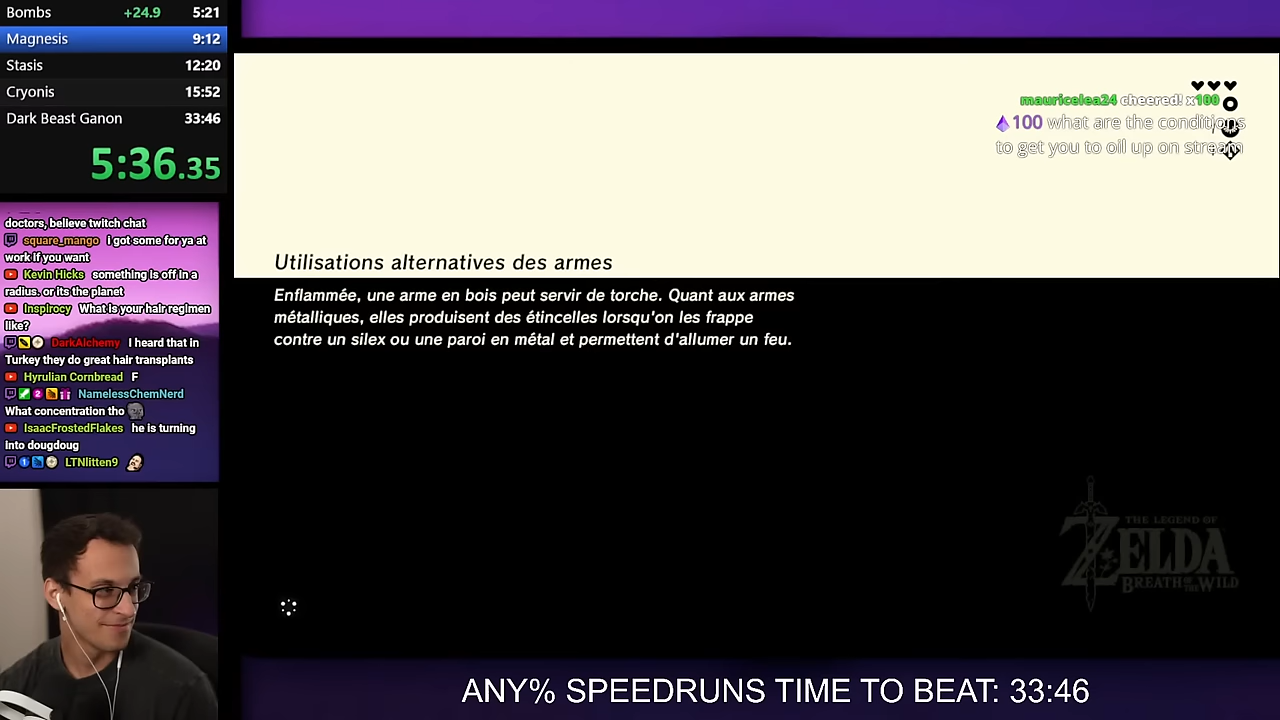 Bombs +24.9 5:21
Magnesis 9:12
Stasis 12:20
Cryonis 15:52
Dark Beast Ganon 33:46
5:36.35
doctors, believe twitch chat
square_mango I got some for ya at
work if you want
Kevin Hicks something is off in a
radius. or its the planet
Inspirocy What is your hair regimen
like?
DarkAlchemy I heard that in
Turkey they do great hair transplants
Hyrulian Cornbread F
NamelessChemNerd
What concentration tho
IsaacFrostedFlakes he is turning
into dougdoug
LTNlitten9
mauricelea24 cheered! x100
100 what are the conditions
to get you to oil up on stream
Utilisations alternatives des armes
Enflammée, une arme en bois peut servir de torche. Quant aux armes
métalliques, elles produisent des étincelles lorsqu'on les frappe
contre un silex ou une paroi en métal et permettent d'allumer un feu.
THE LEGEND OF
ZELDA
BREATH OF THE WILD
ANY% SPEEDRUNS TIME TO BEAT: 33:46